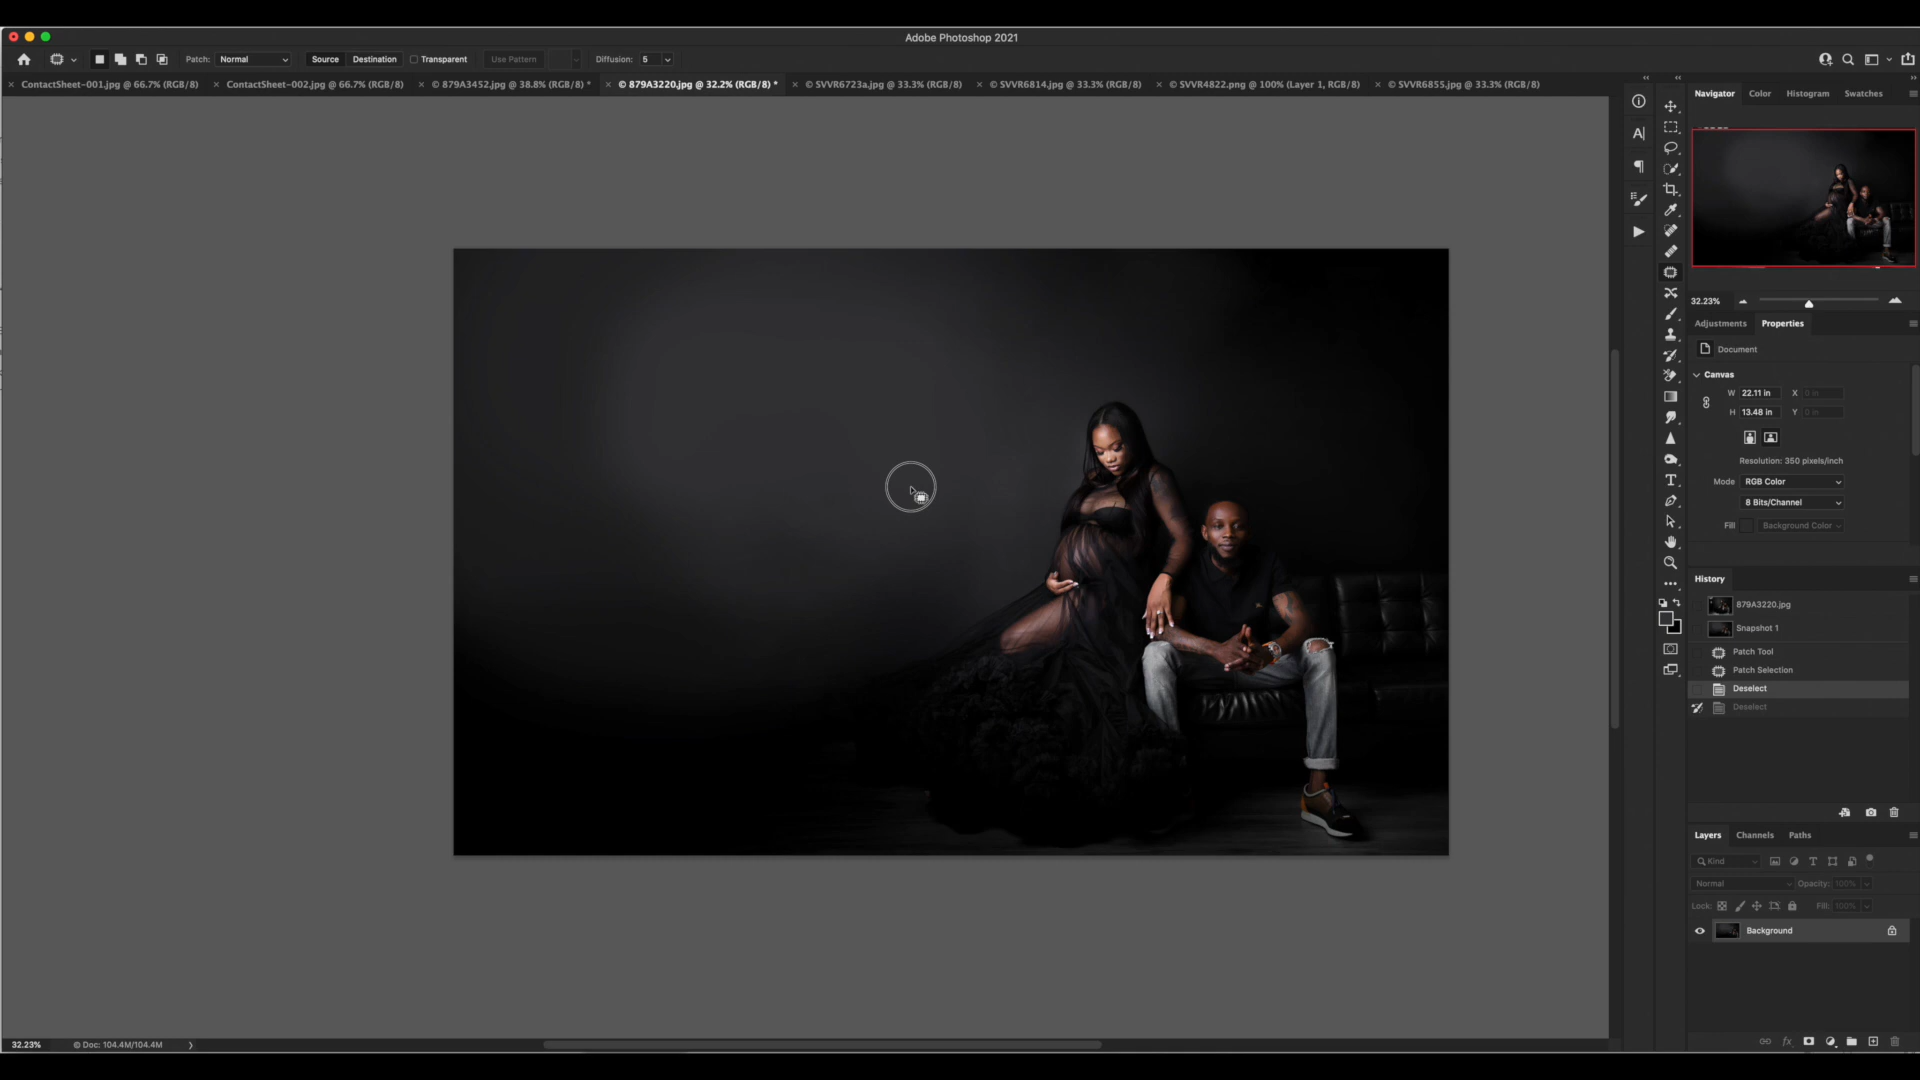 Adobe Photoshop 2021
Patch: Normal Source Destination Transparent Use Pattern Diffusion: 5
ContactSheet-001.jpg @ 66.7% (RGB/8) ContactSheet-002.jpg @ 66.7% (RGB/8) © 879A3452.jpg @ 38.8% (RGB/8) * © 879A3220.jpg @ 32.2% (RGB/8) * © SVVR6723a.jpg @ 33.3% (RGB/8) © SVVR6814.jpg @ 33.3% (RGB/8) © SVVR4822.png @ 100% (Layer 1, RGB/8) © SVVR6855.jpg @ 33.3% (RGB/8)
Navigator Color Histogram Swatches
32.23%
Adjustments Properties
Document
Canvas
W 22.11 in X 0 in
H 13.48 in Y 0 in
Resolution: 350 pixels/inch
Mode RGB Color
8 Bits/Channel
Fill Background Color
History
879A3220.jpg
Snapshot 1
Patch Tool
Patch Selection
Deselect
Deselect
Layers Channels Paths
Kind
Normal Opacity: 100%
Lock: Fill: 100%
Background
fx
32.23% © Doc: 104.4M/104.4M